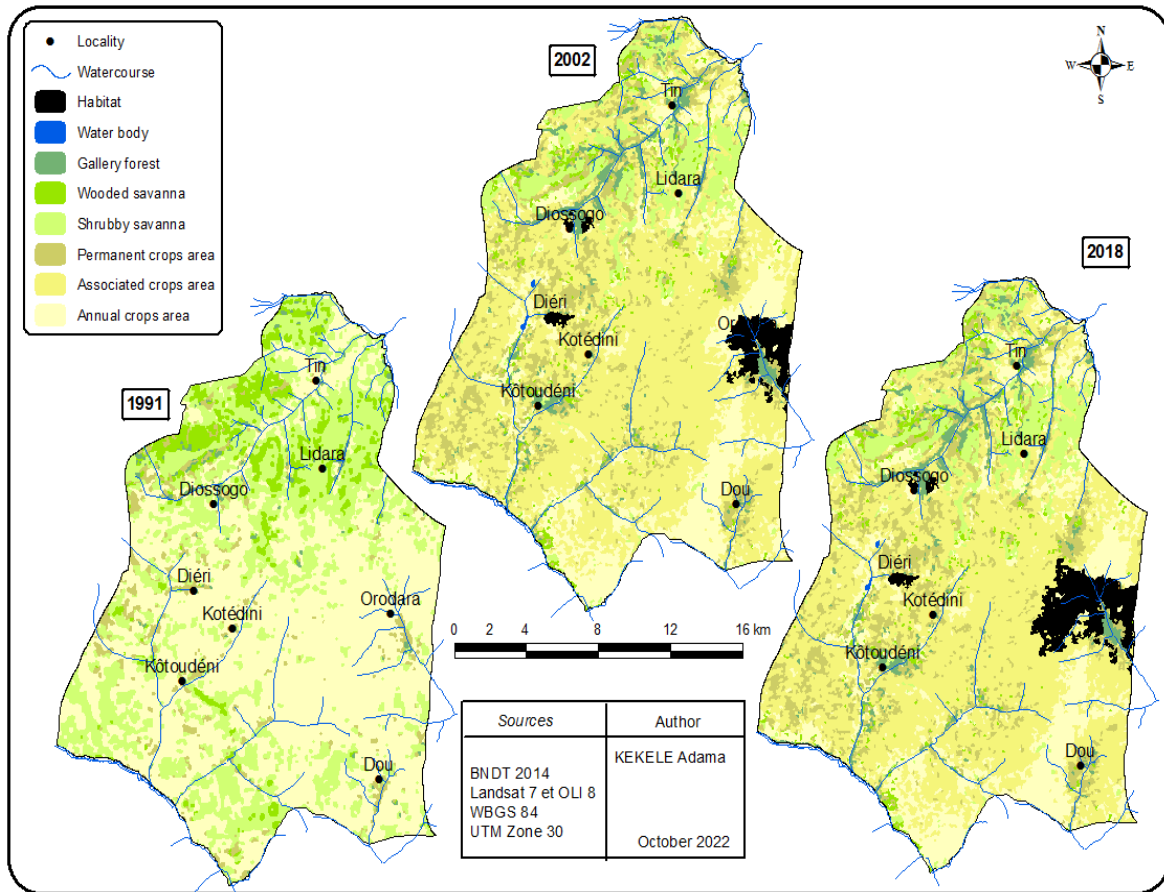 Locality
Watercourse
Habitat
Water body
Gallery forest
Wooded savanna
Shrubby savanna
Permanent crops area
Associated crops area
Annual crops area
2002
N
W E
S
Tin
Lidara
Diossogo
Diéri
Kotédini
Kôtoudéni
Or
Dou
1991
Tin
Lidara
Diossogo
Diéri
Kotédini
Orodara
Kôtoudéni
Dou
2018
Tin
Lidara
Diossogo
Diéri
Kotédini
Kôtoudéni
Dou
0 2 4 8 12 16 km
Sources
BNDT 2014
Landsat 7 et OLI 8
WBGS 84
UTM Zone 30
Author
KEKELE Adama
October 2022